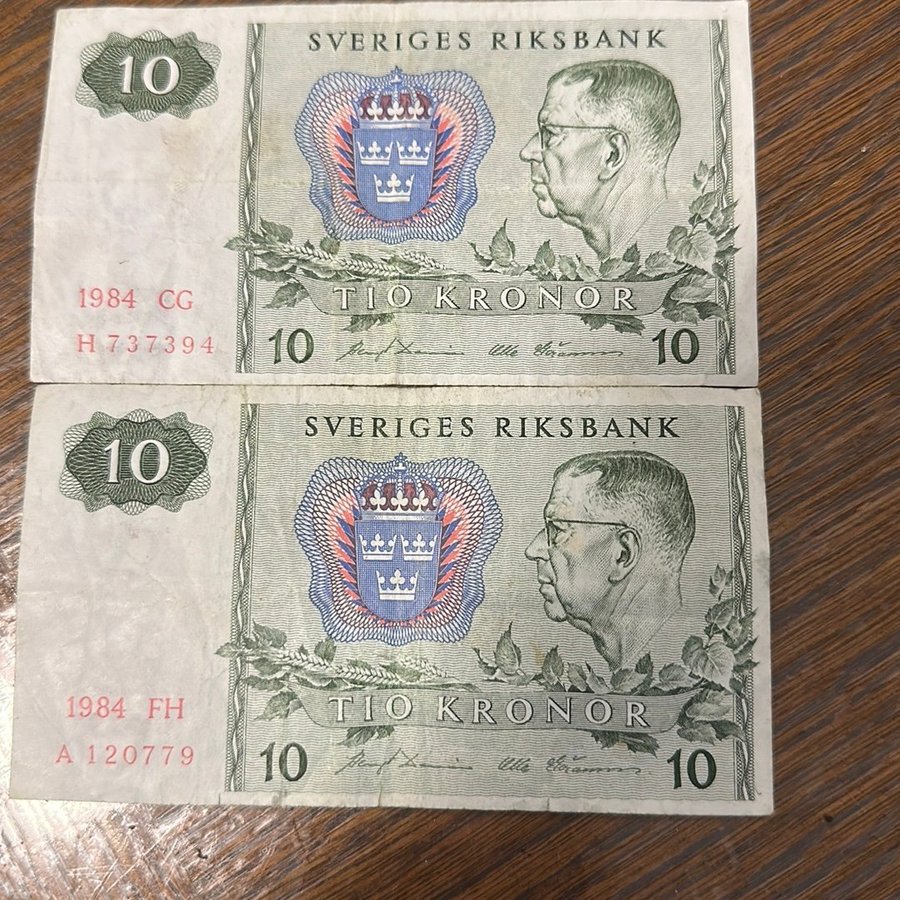 SVERIGES RIKSBANK
10
1984 CG
H 737394
TIO KRONOR
10
10
SVERIGES RIKSBANK
10
1984 FH
A 120779
TIO KRONOR
10
10